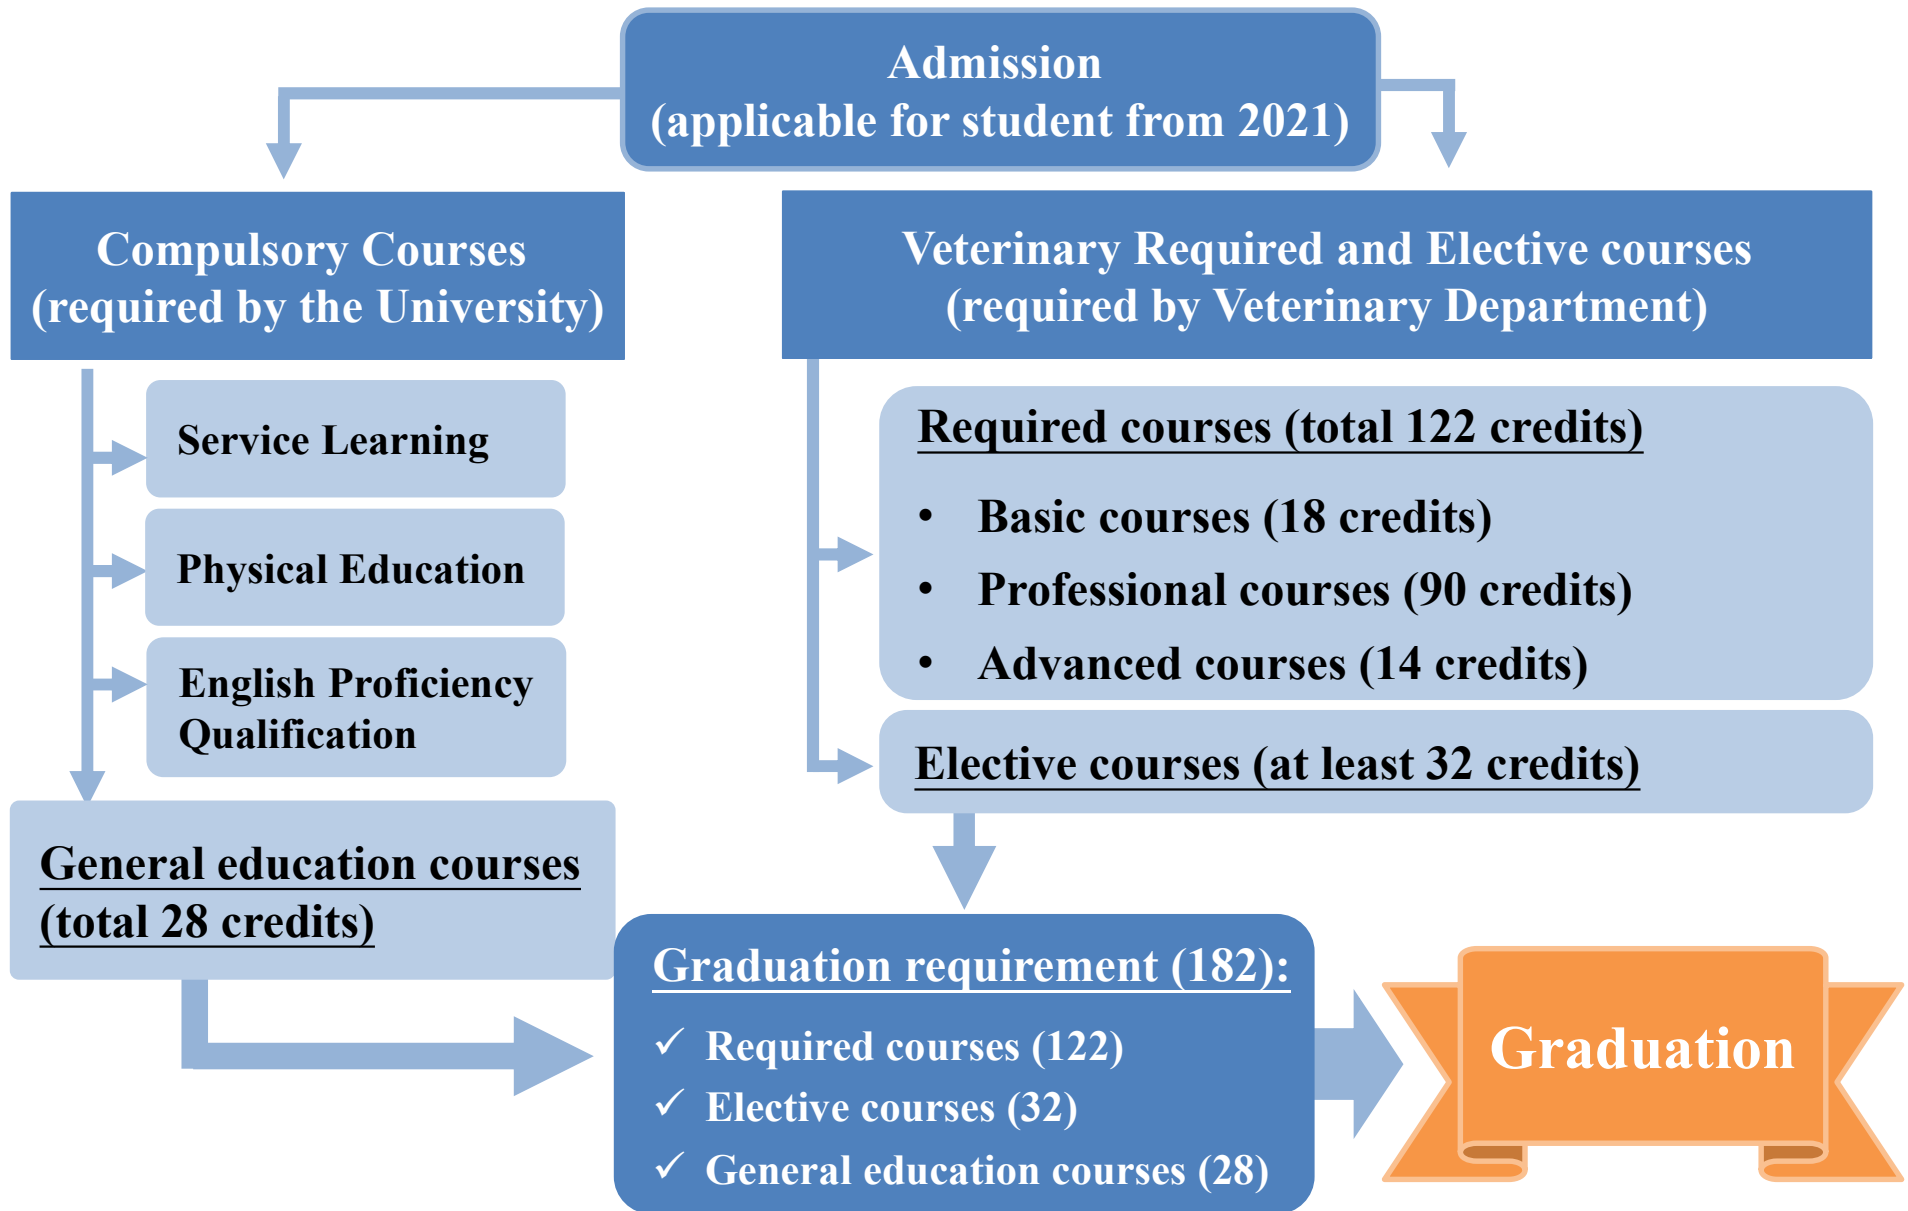 Admission
(applicable for student from 2021)
Compulsory Courses
(required by the University)
Service Learning
Physical Education
English Proficiency
Qualification
General education courses
(total 28 credits)
Veterinary Required and Elective courses
(required by Veterinary Department)
Required courses (total 122 credits)
• Basic courses (18 credits)
• Professional courses (90 credits)
• Advanced courses (14 credits)
Elective courses (at least 32 credits)
Graduation requirement (182):
✓ Required courses (122)
✓ Elective courses (32)
✓ General education courses (28)
Graduation